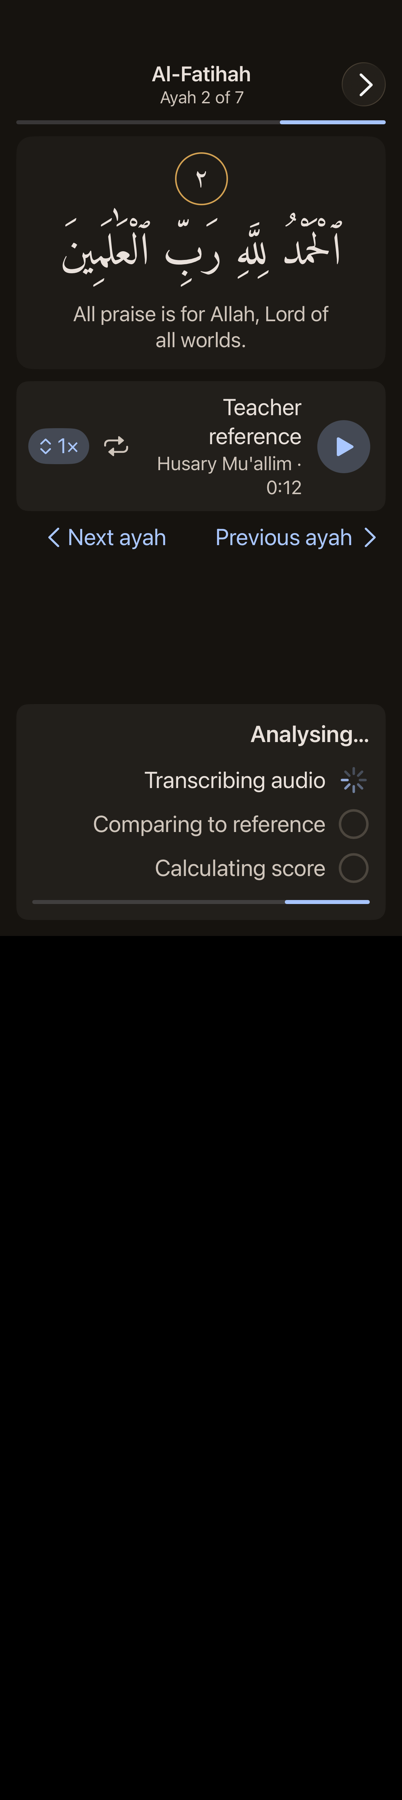 Al-Fatihah
Ayah 2 of 7
٢
ٱلْحَمْدُ لِلَّهِ رَبِّ ٱلْعَٰلَمِينَ
All praise is for Allah, Lord of
all worlds.
Teacher
reference
Husary Mu'allim ·
0:12
1×
Next ayah
Previous ayah
Analysing...
Transcribing audio
Comparing to reference
Calculating score